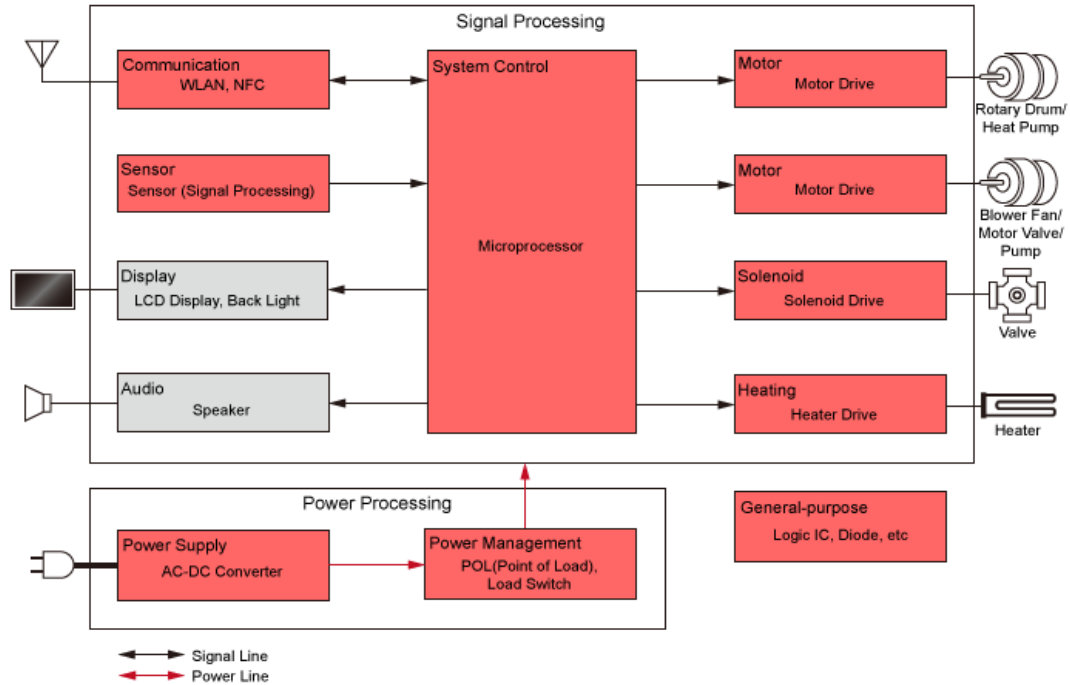 Signal Processing
Communication
WLAN, NFC
System Control
Microprocessor
Motor
Motor Drive
Rotary Drum/
Heat Pump
Sensor
Sensor (Signal Processing)
Motor
Motor Drive
Blower Fan/
Motor Valve/
Pump
Display
LCD Display, Back Light
Solenoid
Solenoid Drive
Valve
Audio
Speaker
Heating
Heater Drive
Heater
Power Processing
Power Supply
AC-DC Converter
Power Management
POL(Point of Load),
Load Switch
General-purpose
Logic IC, Diode, etc
Signal Line
Power Line